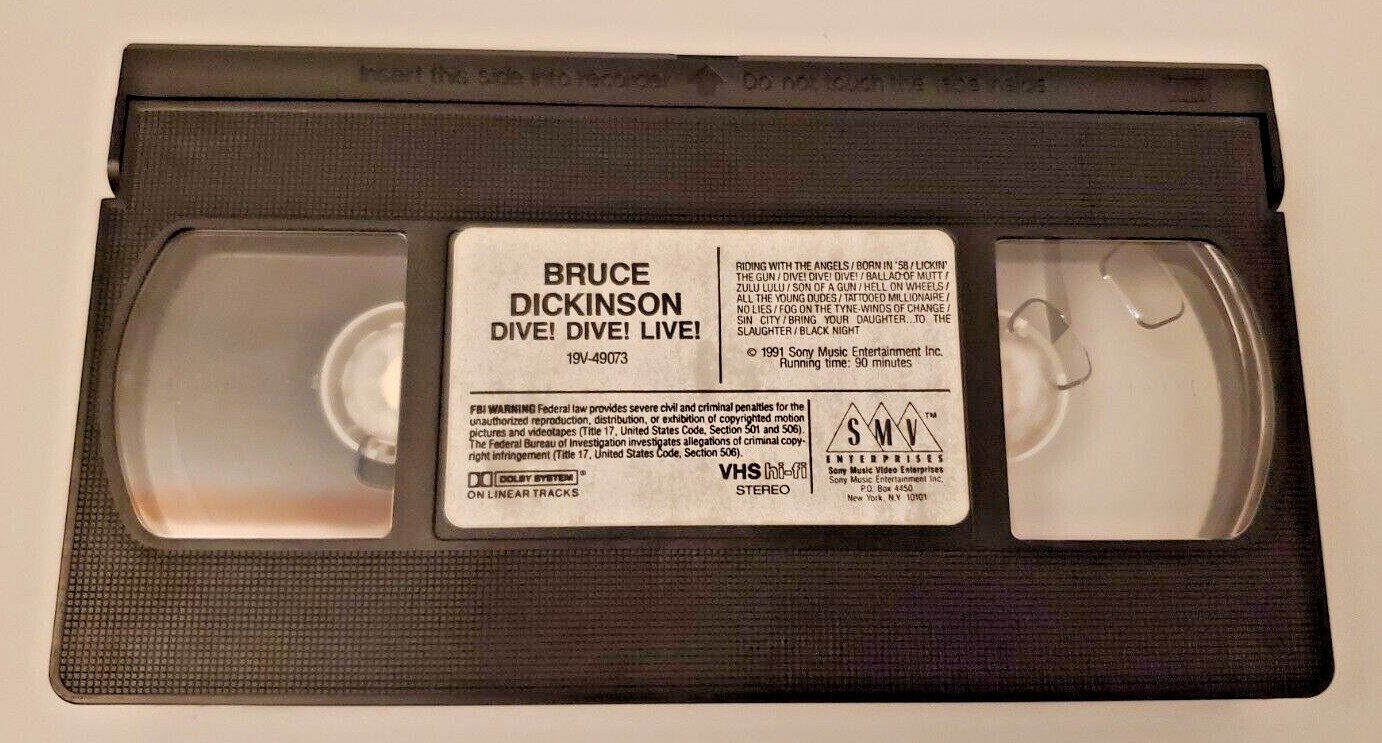 Insert this side into recorder Do not touch the tape inside
BRUCE
DICKINSON
DIVE! DIVE! LIVE!
19V-49073
RIDING WITH THE ANGELS / BORN IN '58 / LICKIN'
THE GUN / DIVE! DIVE! DIVE! / BALLAD OF MUTT /
ZULU LULU / SON OF A GUN / HELL ON WHEELS /
ALL THE YOUNG DUDES / TATTOOED MILLIONAIRE /
NO LIES / FOG ON THE TYNE-WINDS OF CHANGE /
SIN CITY / BRING YOUR DAUGHTER...TO THE
SLAUGHTER / BLACK NIGHT
© 1991 Sony Music Entertainment Inc.
Running time: 90 minutes
FBI WARNING Federal law provides severe civil and criminal penalties for the
unauthorized reproduction, distribution, or exhibition of copyrighted motion
pictures and videotapes (Title 17, United States Code, Section 501 and 506).
The Federal Bureau of Investigation investigates allegations of criminal copy-
right infringement (Title 17, United States Code, Section 506).
DOLBY SYSTEM®
ON LINEAR TRACKS
VHS hi-fi
STEREO
SMV™
ENTERPRISES
Sony Music Video Enterprises
Sony Music Entertainment Inc.
P.O. Box 4450
New York, N.Y. 10101